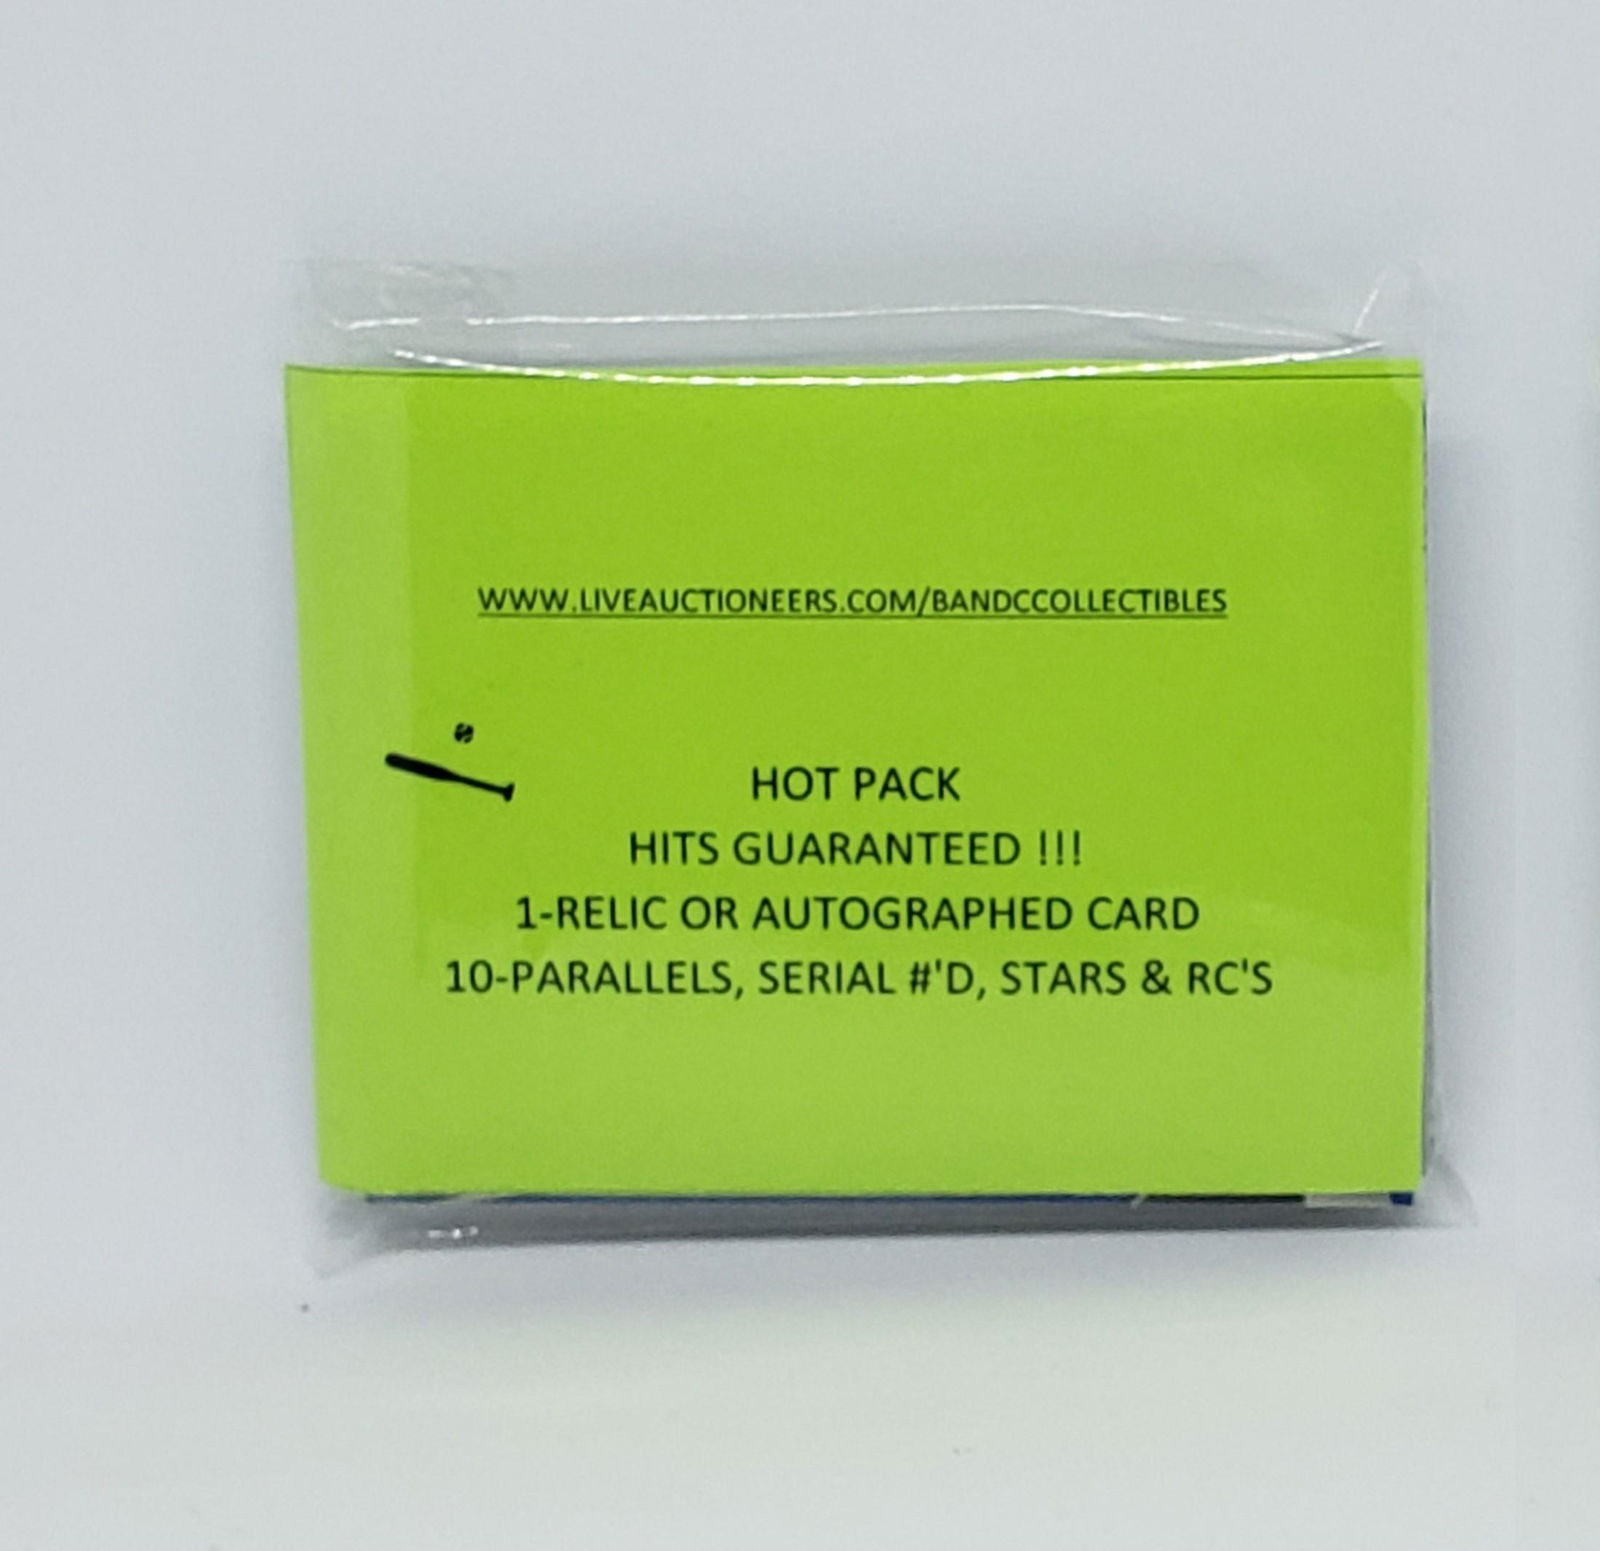 WWW.LIVEAUCTIONEERS.COM/BANDCCOLLECTIBLES
HOT PACK
HITS GUARANTEED !!!
1-RELIC OR AUTOGRAPHED CARD
10-PARALLELS, SERIAL #'D, STARS & RC'S